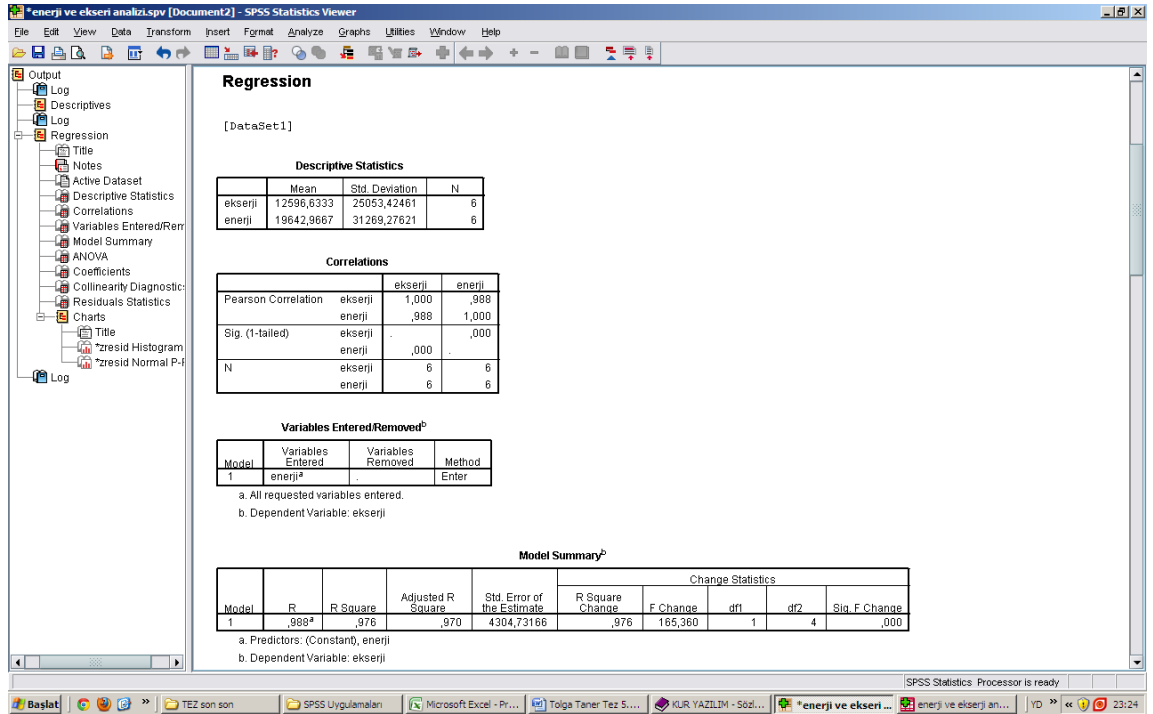 *enerji ve ekseri analizi.spv [Document2] - SPSS Statistics Viewer
File Edit View Data Transform Insert Format Analyze Graphs Utilities Window Help
Output
Log
Descriptives
Log
Regression
Title
Notes
Active Dataset
Descriptive Statistics
Correlations
Variables Entered/Rem
Model Summary
ANOVA
Coefficients
Collinearity Diagnostic
Residuals Statistics
Charts
Title
*zresid Histogram
*zresid Normal P-F
Log
Regression
[DataSet1]
Descriptive Statistics
Mean Std. Deviation N
ekserji 12596,6333 25053,42461 6
enerji 19642,9667 31269,27621 6
Correlations
ekserji enerji
Pearson Correlation ekserji 1,000 ,988
enerji ,988 1,000
Sig. (1-tailed) ekserji . ,000
enerji ,000 .
N ekserji 6 6
enerji 6 6
Variables Entered/Removedb
Model Variables Entered Variables Removed Method
1 enerjia . Enter
a. All requested variables entered.
b. Dependent Variable: ekserji
Model Summaryb
Change Statistics
Model R R Square Adjusted R Square Std. Error of the Estimate R Square Change F Change df1 df2 Sig. F Change
1 ,988a ,976 ,970 4304,73166 ,976 165,360 1 4 ,000
a. Predictors: (Constant), enerji
b. Dependent Variable: ekserji
SPSS Statistics Processor is ready
Başlat TEZ son son SPSS Uygulamaları Microsoft Excel - Pr... Tolga Taner Tez 5.... KUR YAZILIM - Sözl... *enerji ve ekseri ... enerji ve ekserji an... YD 23:24